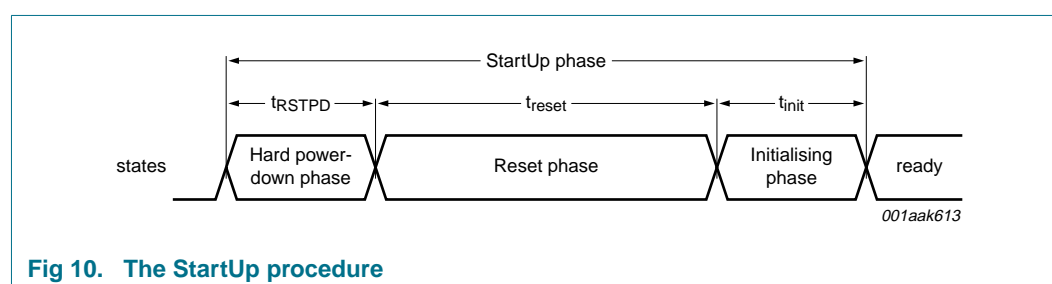 StartUp phase
tRSTPD
treset
tinit
states
Hard power-
down phase
Reset phase
Initialising
phase
ready
001aak613
Fig 10. The StartUp procedure